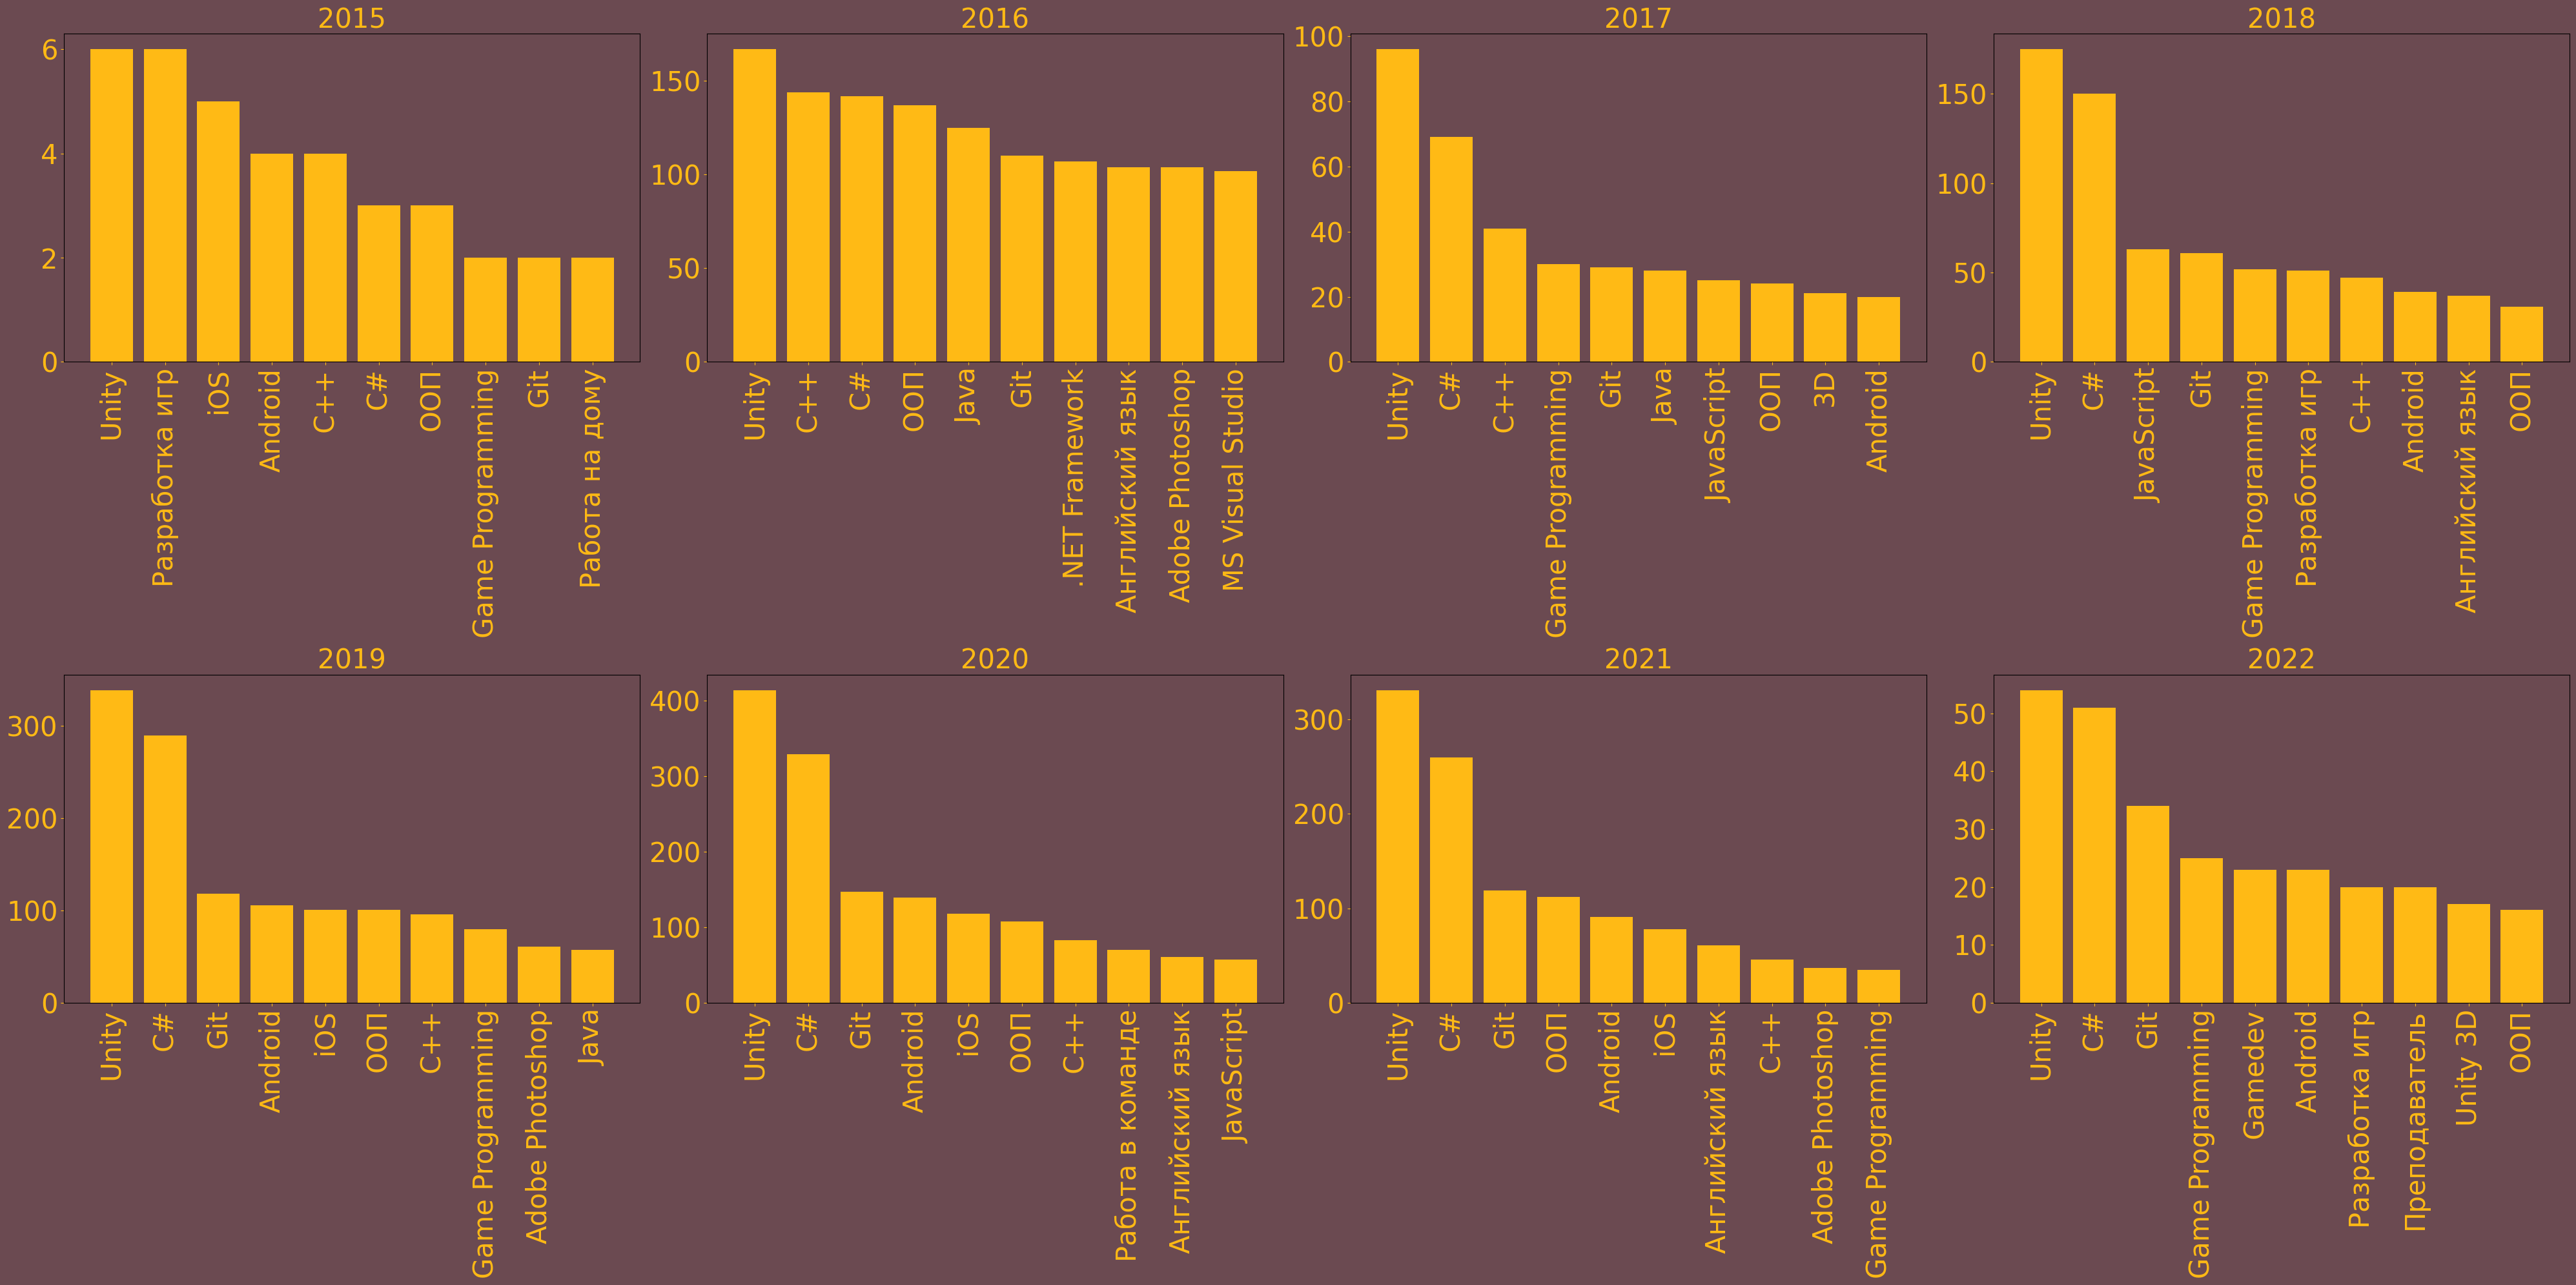 2015
6
4
2
0
Unity
Разработка игр
iOS
Android
C++
C#
ООП
Game Programming
Git
Работа на дому
2016
150
100
50
0
Unity
C++
C#
ООП
Java
Git
.NET Framework
Английский язык
Adobe Photoshop
MS Visual Studio
2017
100
80
60
40
20
0
Unity
C#
C++
Game Programming
Git
Java
JavaScript
ООП
3D
Android
2018
150
100
50
0
Unity
C#
JavaScript
Git
Game Programming
Разработка игр
C++
Android
Английский язык
ООП
2019
300
200
100
0
Unity
C#
Git
Android
iOS
ООП
C++
Game Programming
Adobe Photoshop
Java
2020
400
300
200
100
0
Unity
C#
Git
Android
iOS
ООП
C++
Работа в команде
Английский язык
JavaScript
2021
300
200
100
0
Unity
C#
Git
ООП
Android
iOS
Английский язык
C++
Adobe Photoshop
Game Programming
2022
50
40
30
20
10
0
Unity
C#
Git
Game Programming
Gamedev
Android
Разработка игр
Преподаватель
Unity 3D
ООП